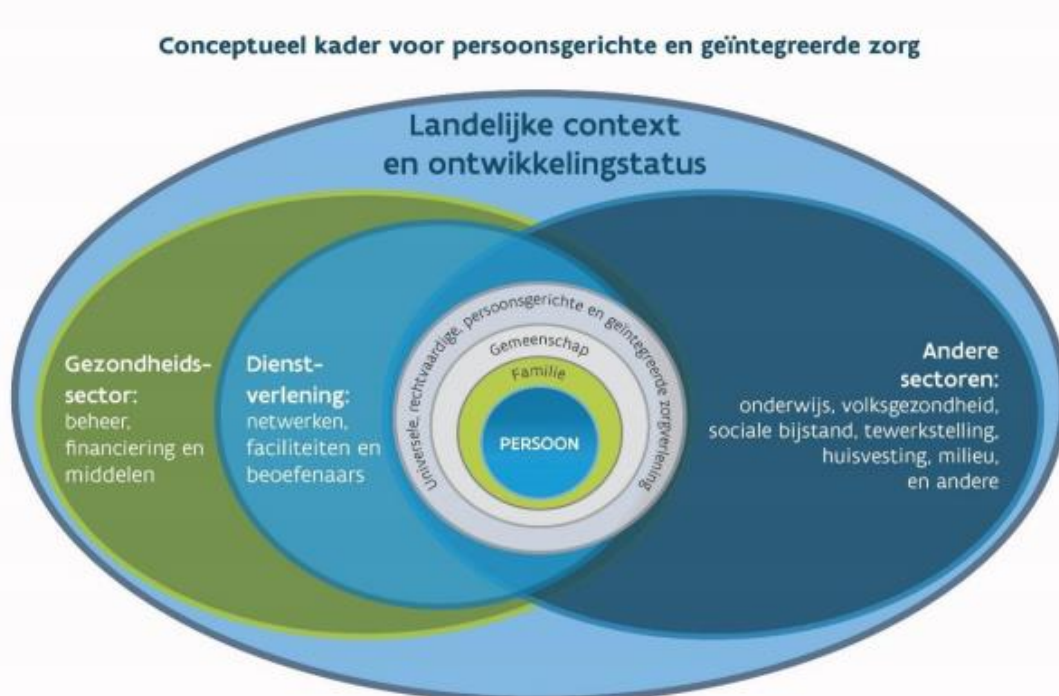 Conceptueel kader voor persoonsgerichte en geïntegreerde zorg
Landelijke context
en ontwikkelingstatus
Gezondheids-
sector:
beheer,
financiering en
middelen
Dienst-
verlening:
netwerken,
faciliteiten en
beoefenaars
Universele, rechtvaardige, persoonsgerichte en geïntegreerde zorgverlening
Gemeenschap
Familie
PERSOON
Andere
sectoren:
onderwijs, volksgezondheid,
sociale bijstand, tewerkstelling,
huisvesting, milieu,
en andere